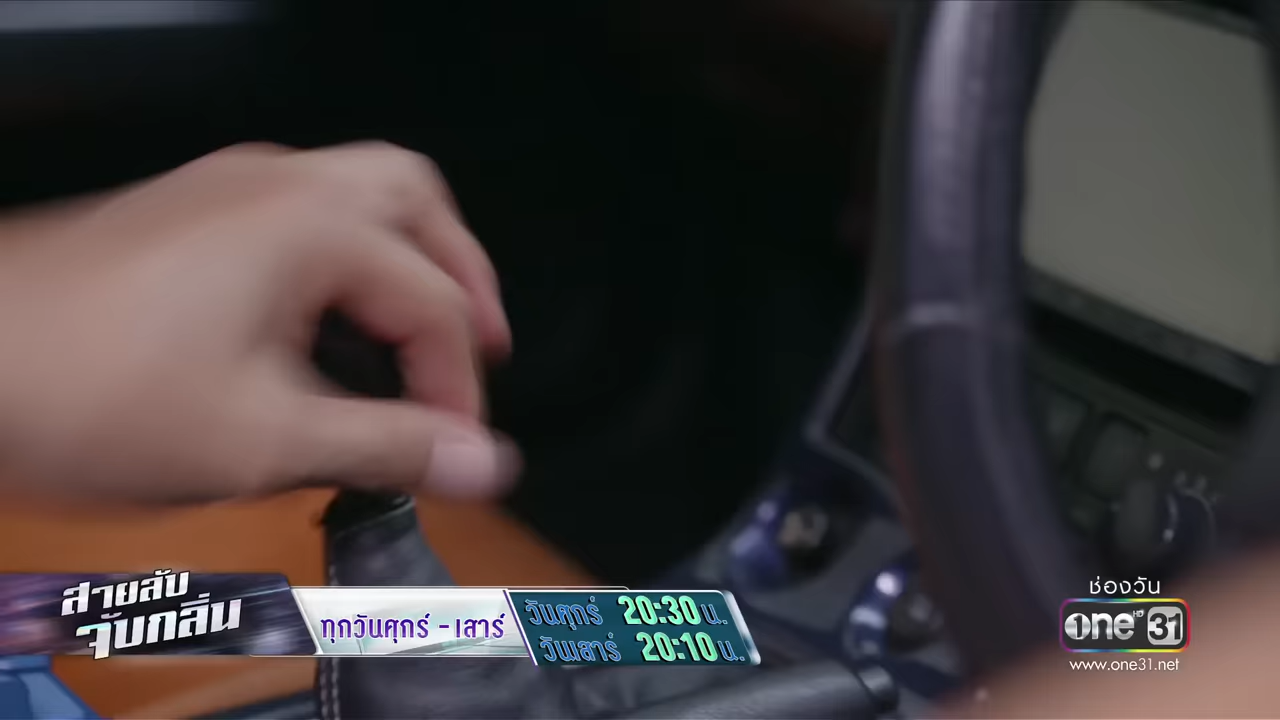 สายลับ
จับกลิ่น
ทุกวันศุกร์ - เสาร์
วันศุกร์ 20:30 น.
วันเสาร์ 20:10 น.
ช่องวัน
one HD 31
www.one31.net